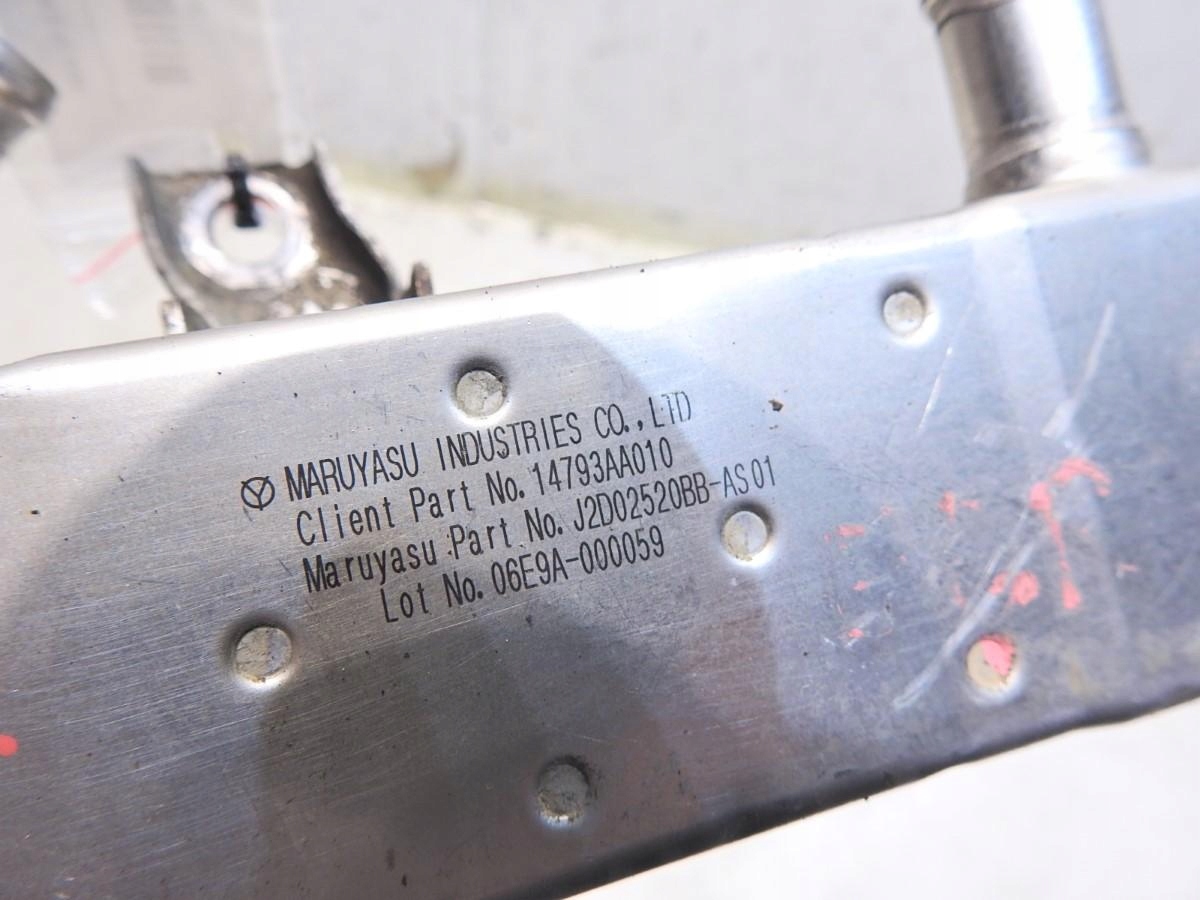 MARUYASU INDUSTRIES CO.,LTD
Client Part No. 14793AA010
Maruyasu Part No. J2D02520BB-AS01
Lot No. 06E9A-000059